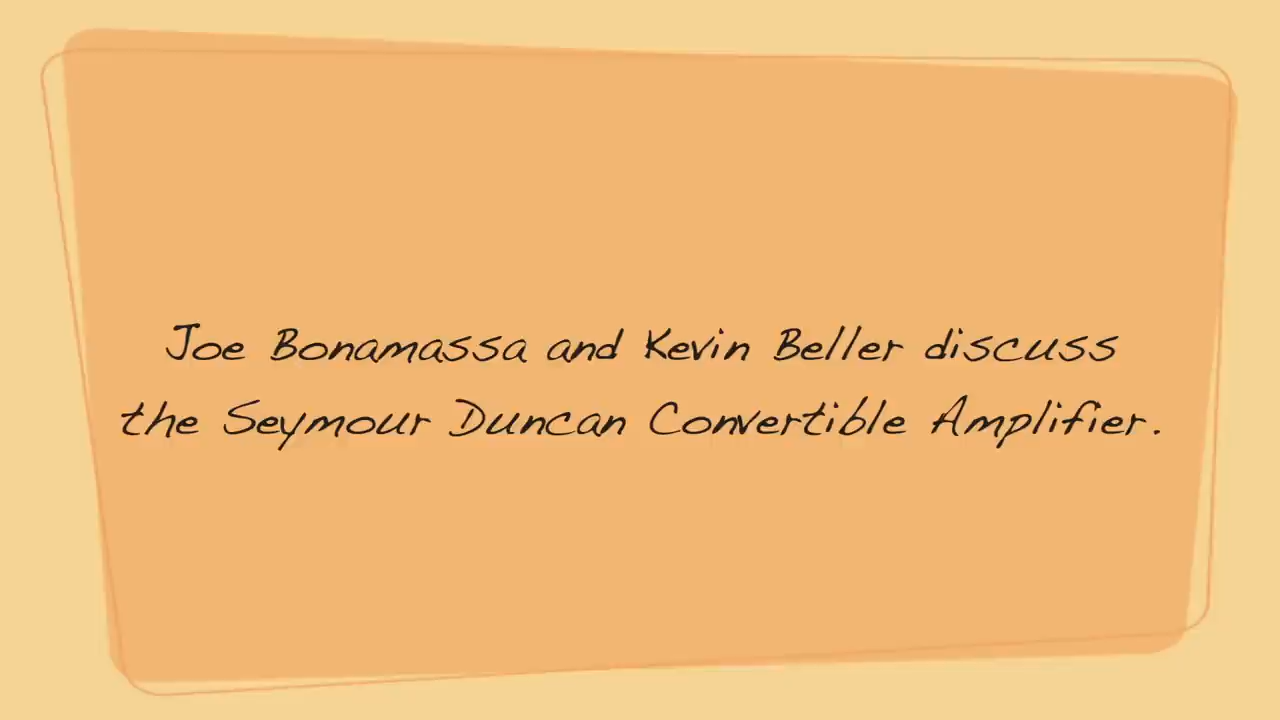 Joe Bonamassa and Kevin Beller discuss
the Seymour Duncan Convertible Amplifier.